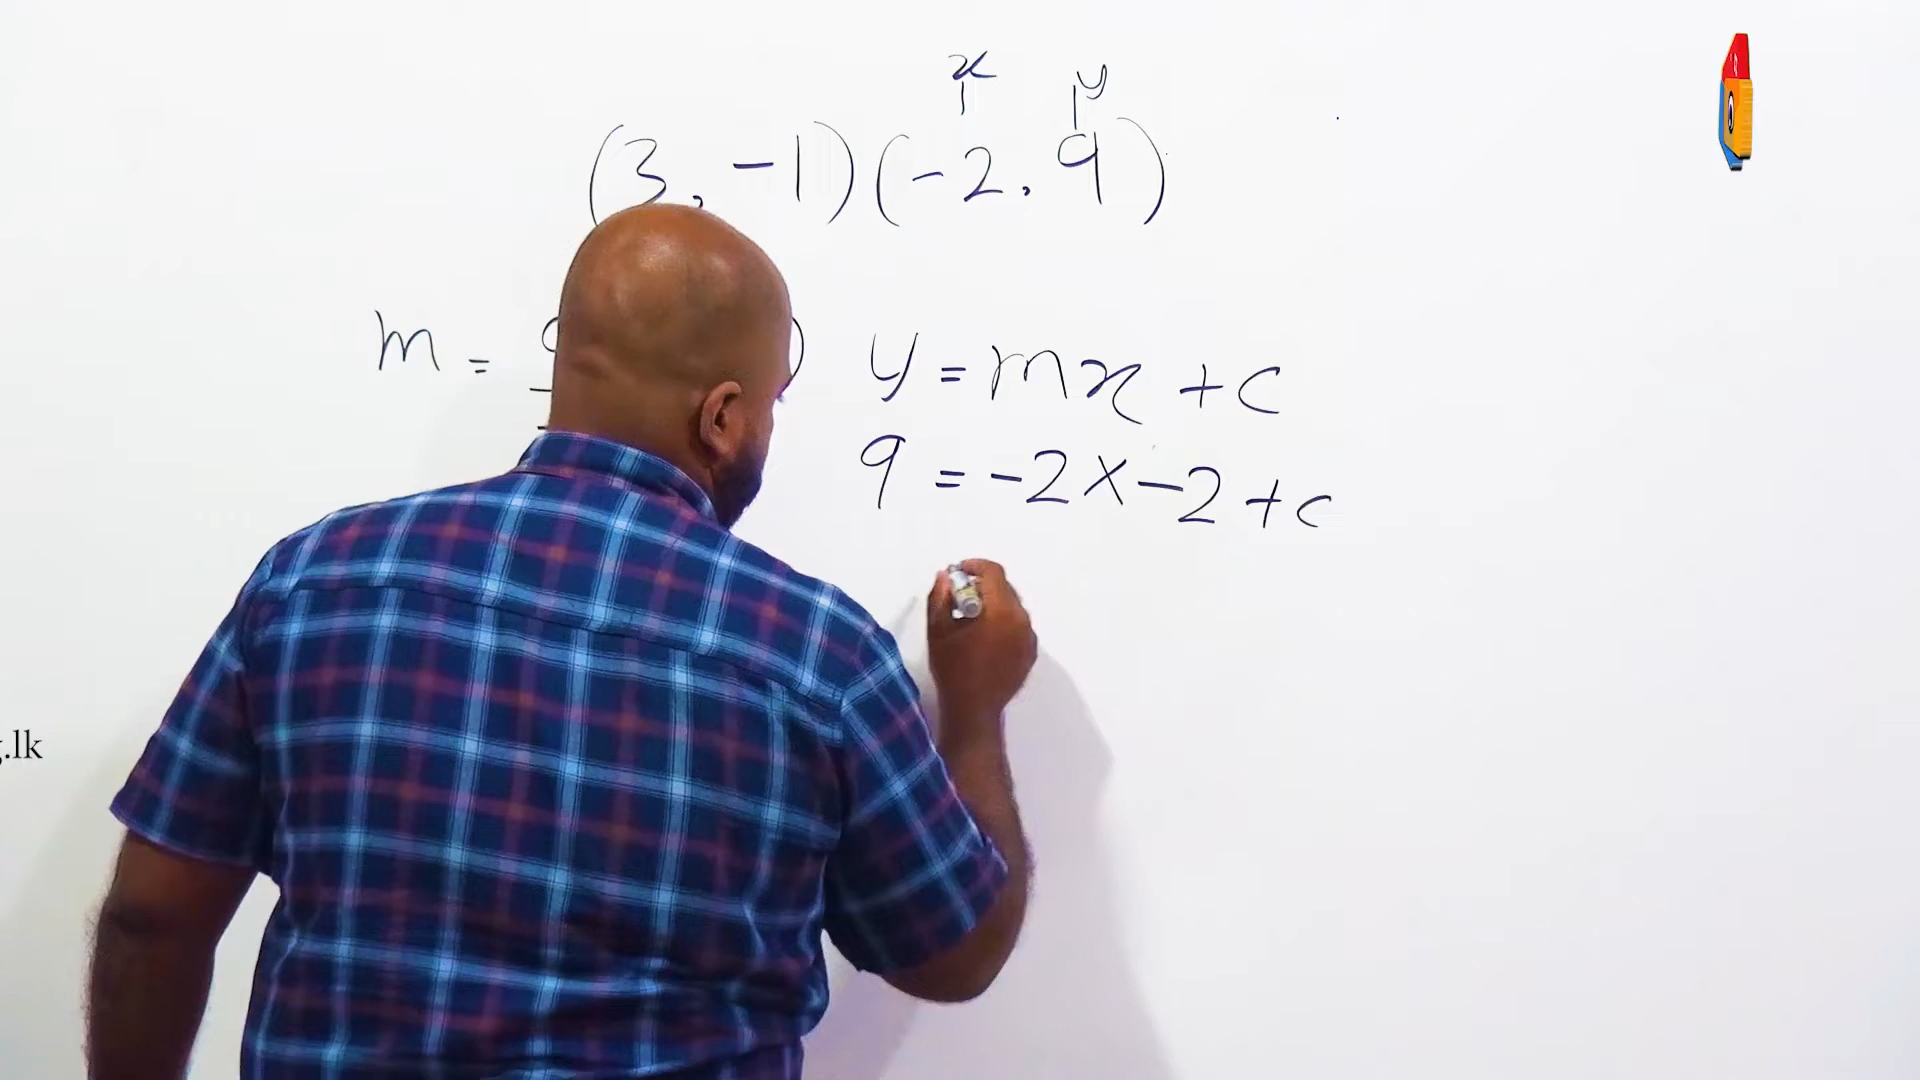 x y
(3, -1)(-2, 9)
m =
y = mx + c
9 = -2 x -2 + c
.lk